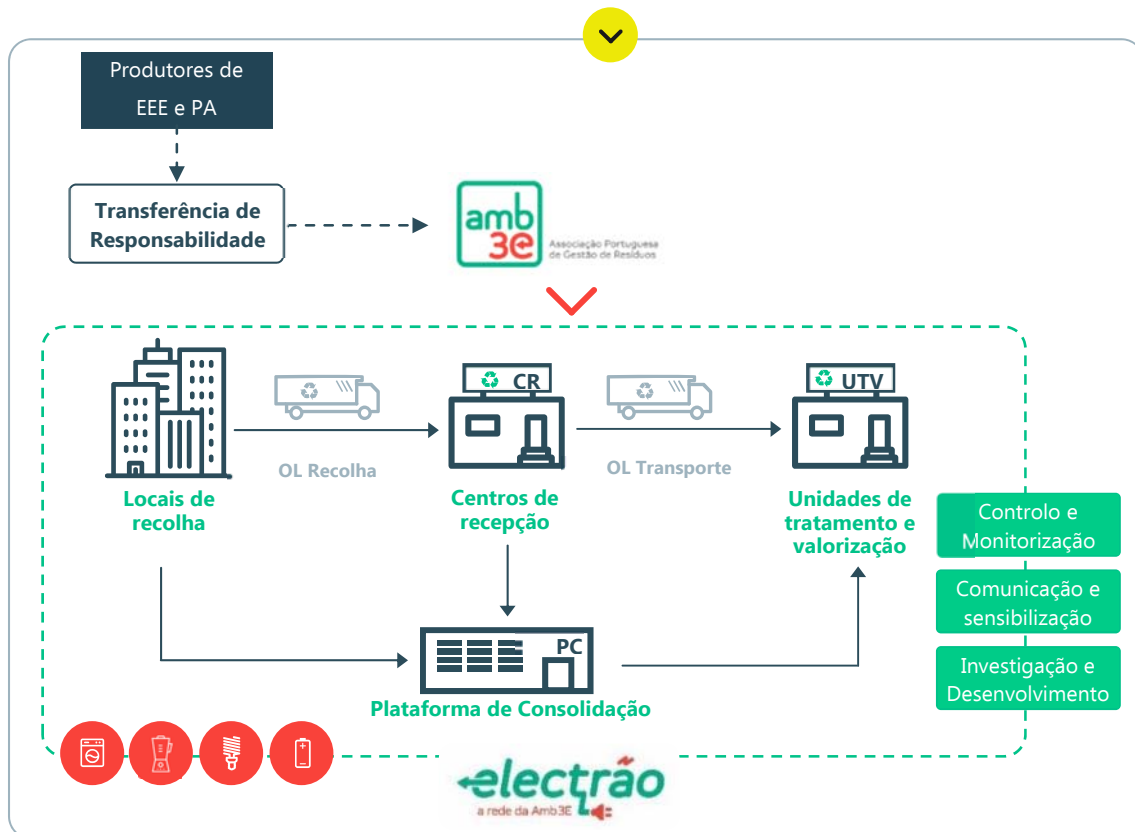 Produtores de
EEE e PA
Transferência de
Responsabilidade
amb
3E
Associação Portuguesa
de Gestão de Resíduos
CR
UTV
OL Recolha
OL Transporte
Locais de
recolha
Centros de
recepção
Unidades de
tratamento e
valorização
Controlo e
Monitorização
Comunicação e
sensibilização
Investigação e
Desenvolvimento
PC
Plataforma de Consolidação
electrão
a rede da Amb3E